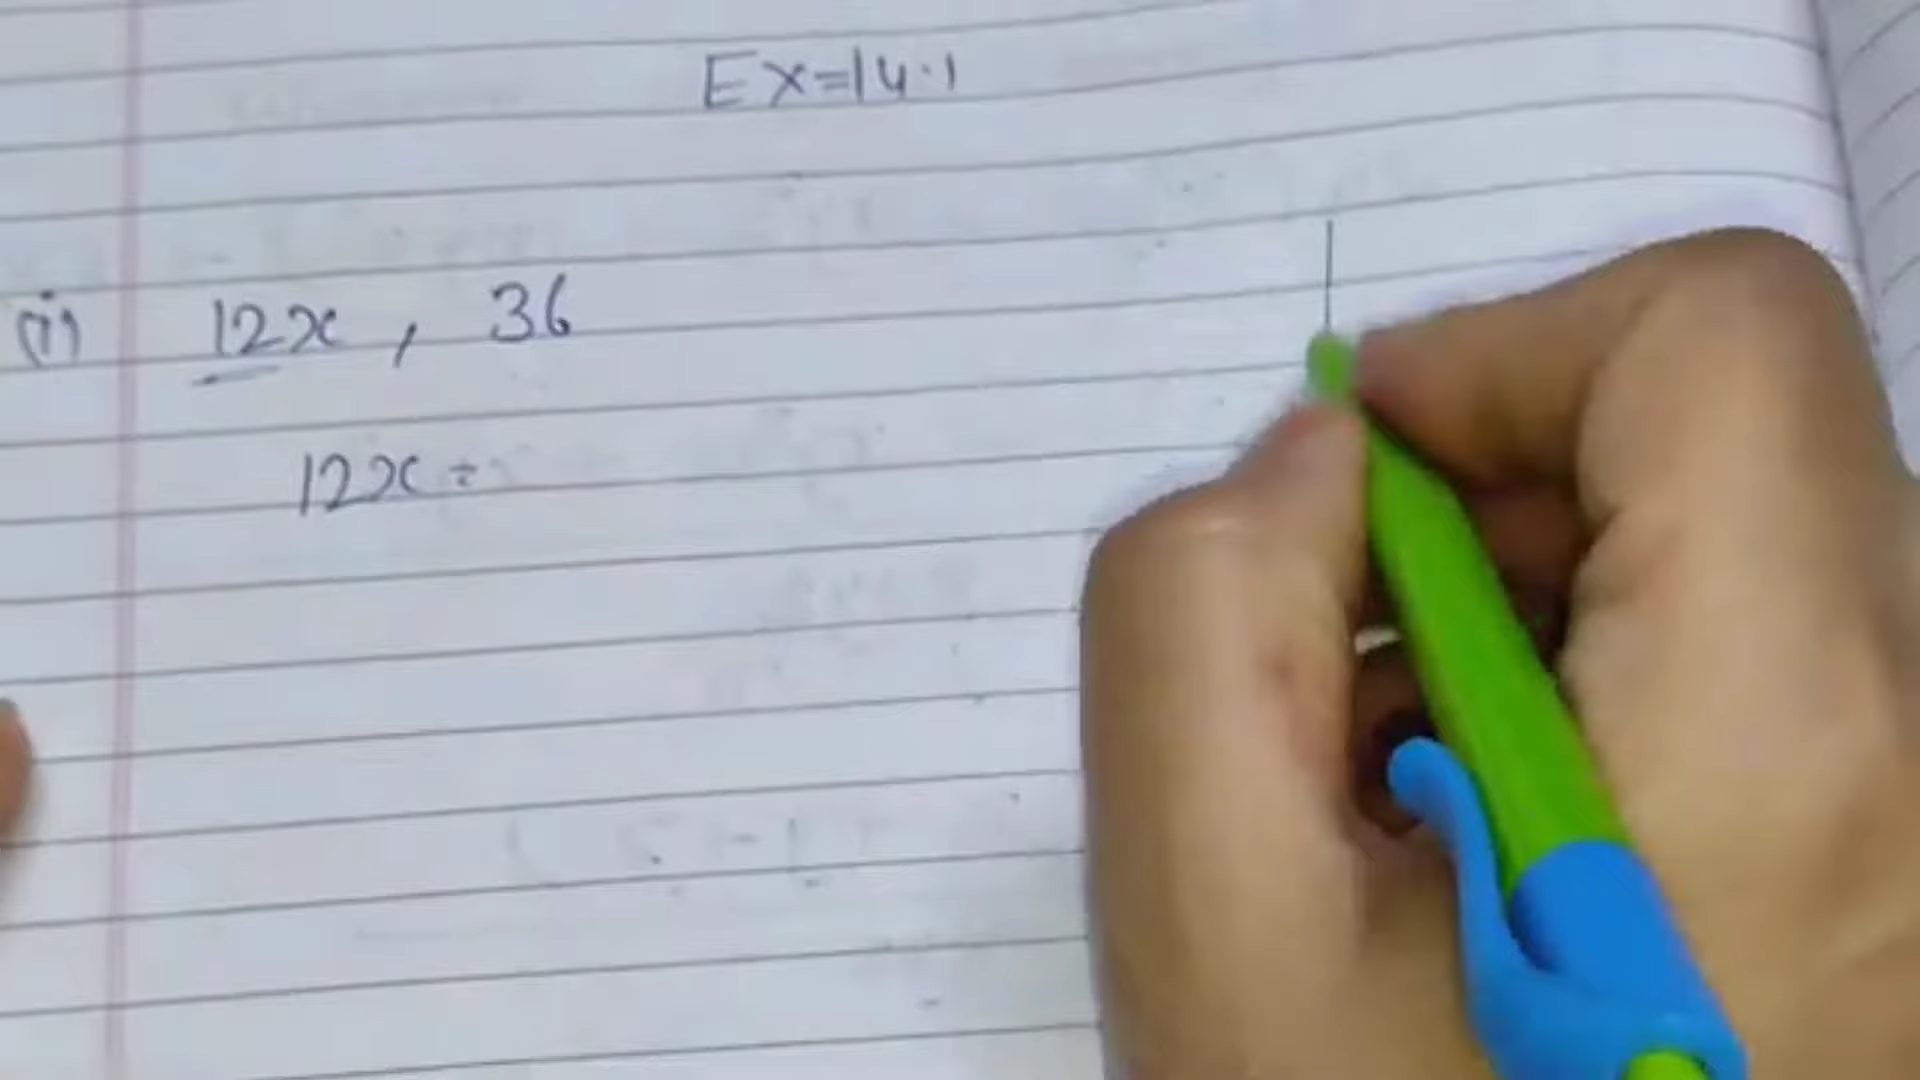 Ex=14.1
(i) 12x , 36
12x =